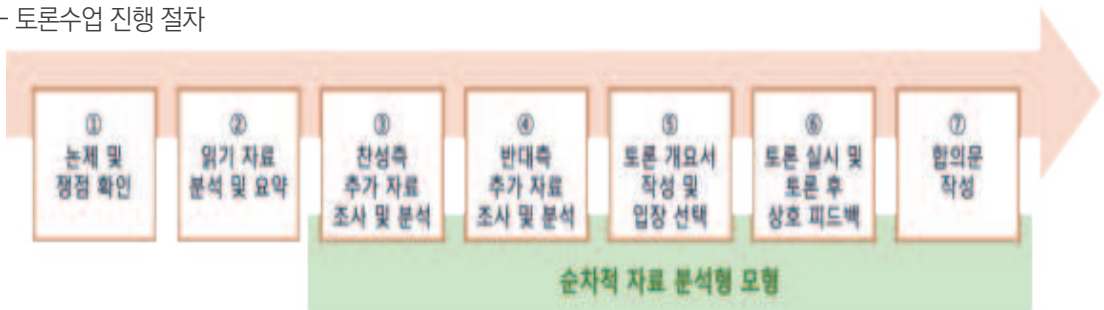 - 토론수업 진행 절차
①
논제 및
쟁점 확인
②
읽기 자료
분석 및 요약
③
찬성측
추가 자료
조사 및 분석
④
반대측
추가 자료
조사 및 분석
⑤
토론 개요서
작성 및
입장 선택
⑥
토론 실시 및
토론 후
상호 피드백
⑦
합의문
작성
순차적 자료 분석형 모형